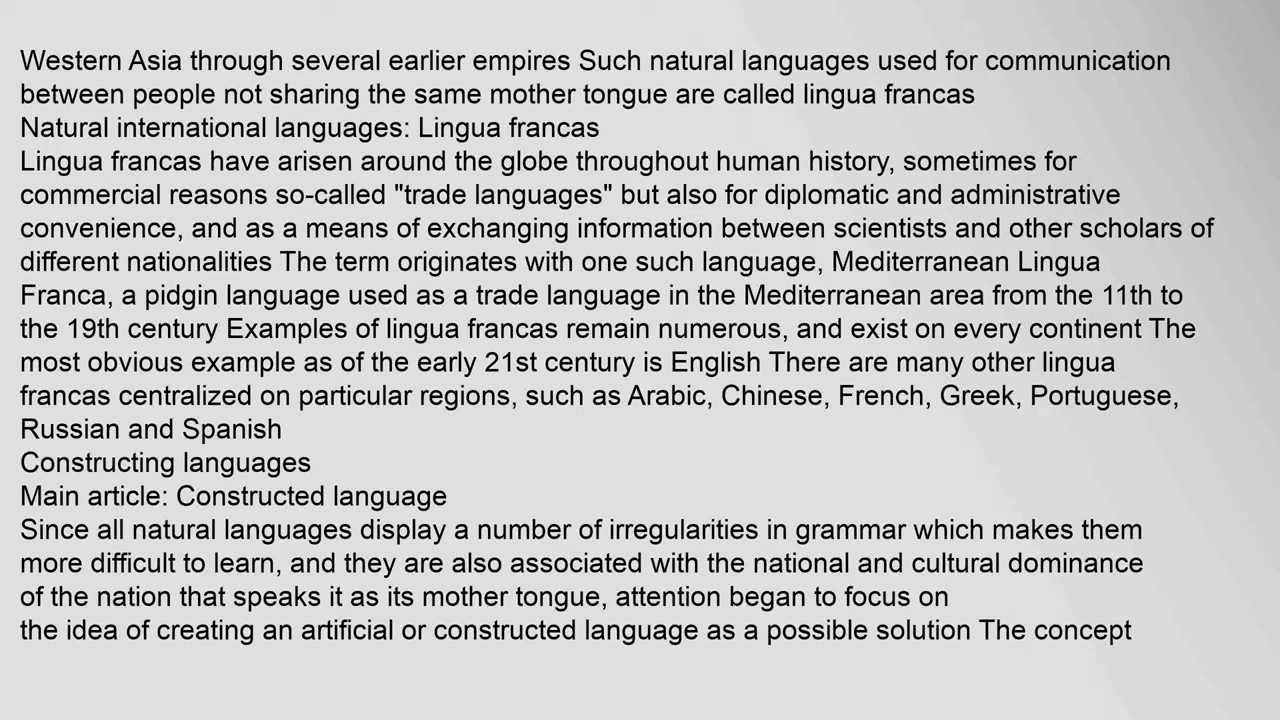 Western Asia through several earlier empires Such natural languages used for communication
between people not sharing the same mother tongue are called lingua francas
Natural international languages: Lingua francas
Lingua francas have arisen around the globe throughout human history, sometimes for
commercial reasons so-called "trade languages" but also for diplomatic and administrative
convenience, and as a means of exchanging information between scientists and other scholars of
different nationalities The term originates with one such language, Mediterranean Lingua
Franca, a pidgin language used as a trade language in the Mediterranean area from the 11th to
the 19th century Examples of lingua francas remain numerous, and exist on every continent The
most obvious example as of the early 21st century is English There are many other lingua
francas centralized on particular regions, such as Arabic, Chinese, French, Greek, Portuguese,
Russian and Spanish
Constructing languages
Main article: Constructed language
Since all natural languages display a number of irregularities in grammar which makes them
more difficult to learn, and they are also associated with the national and cultural dominance
of the nation that speaks it as its mother tongue, attention began to focus on
the idea of creating an artificial or constructed language as a possible solution The concept